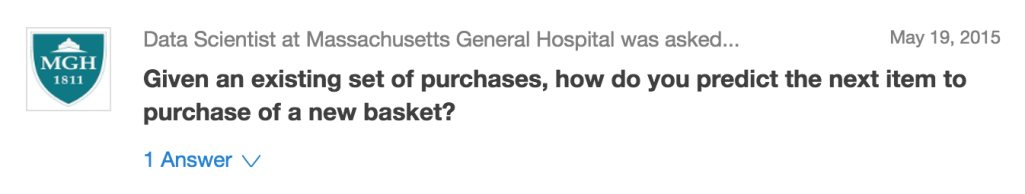 MGH
1811
Data Scientist at Massachusetts General Hospital was asked...
May 19, 2015
Given an existing set of purchases, how do you predict the next item to
purchase of a new basket?
1 Answer